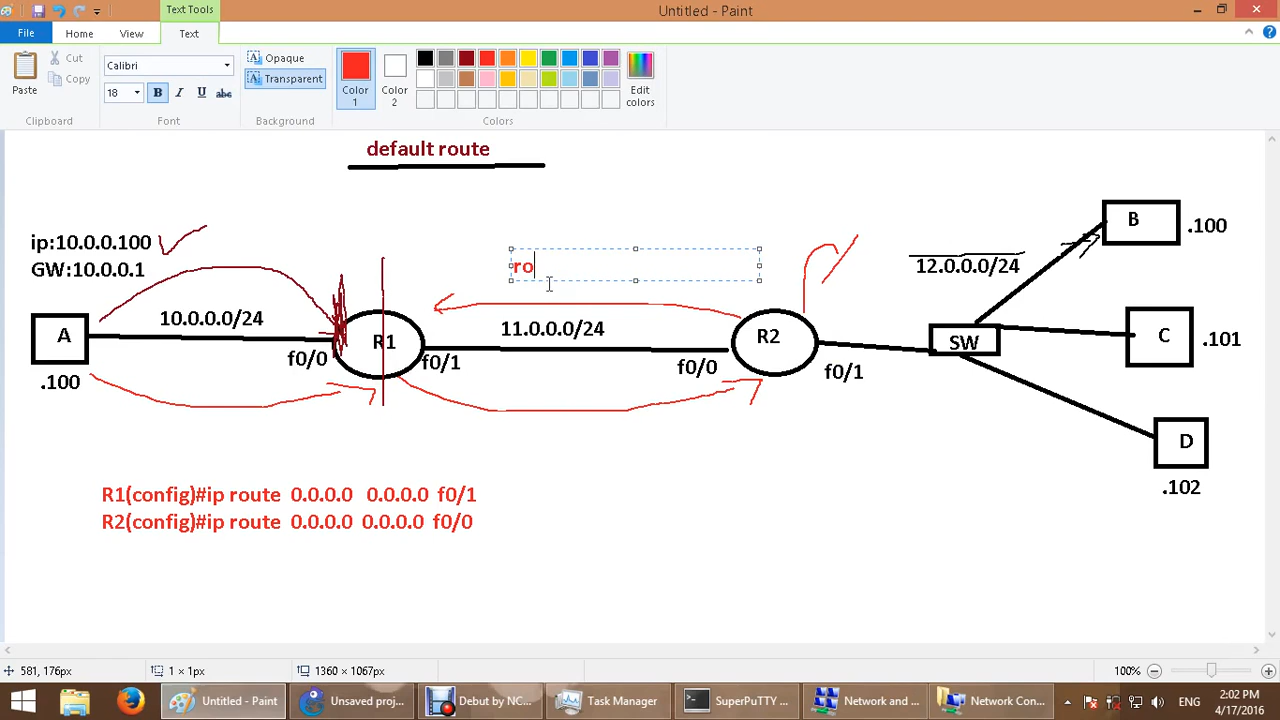 Text Tools
Untitled - Paint
File
Home
View
Text
Paste
Cut
Copy
Clipboard
Calibri
18
B
I
U
abc
Font
Opaque
Transparent
Background
Color 1
Color 2
Edit colors
Colors
default route
ip:10.0.0.100
GW:10.0.0.1
ro
A
.100
10.0.0.0/24
f0/0
R1
f0/1
11.0.0.0/24
f0/0
R2
f0/1
12.0.0.0/24
SW
B
.100
C
.101
D
.102
R1(config)#ip route 0.0.0.0 0.0.0.0 f0/1
R2(config)#ip route 0.0.0.0 0.0.0.0 f0/0
581, 176px
1 × 1px
1360 × 1067px
100%
Untitled - Paint
Unsaved proj...
Debut by NC...
Task Manager
SuperPuTTY ...
Network and ...
Network Con...
2:02 PM
4/17/2016